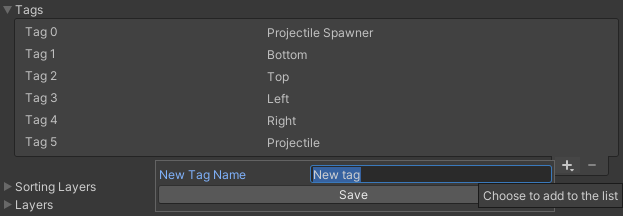 Tags
Tag 0 Projectile Spawner
Tag 1 Bottom
Tag 2 Top
Tag 3 Left
Tag 4 Right
Tag 5 Projectile
New Tag Name New tag
Sorting Layers Save Choose to add to the list
Layers